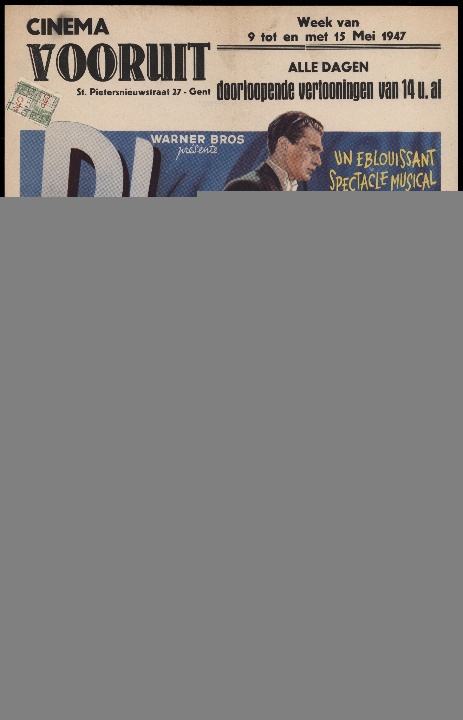 CINEMA
VOORUIT
St. Pietersnieuwstraat 27 - Gent
Week van
9 tot en met 15 Mei 1947
ALLE DAGEN
doorloopende vertooningen van 14 u. af
WARNER BROS
présente
UN EBLOUISSANT
SPECTACLE MUSICAL